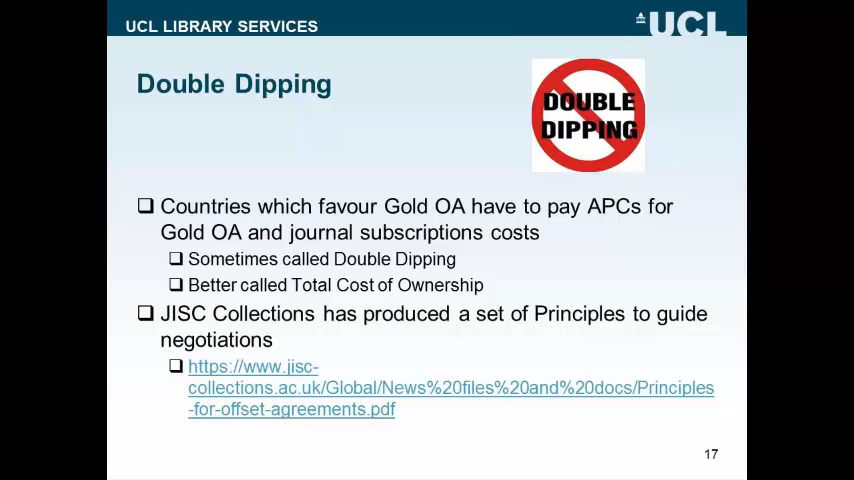 UCL LIBRARY SERVICES
UCL
Double Dipping
DOUBLE
DIPPING
❑ Countries which favour Gold OA have to pay APCs for
Gold OA and journal subscriptions costs
❑ Sometimes called Double Dipping
❑ Better called Total Cost of Ownership
❑ JISC Collections has produced a set of Principles to guide
negotiations
❑ https://www.jisc-
collections.ac.uk/Global/News%20files%20and%20docs/Principles
-for-offset-agreements.pdf
17